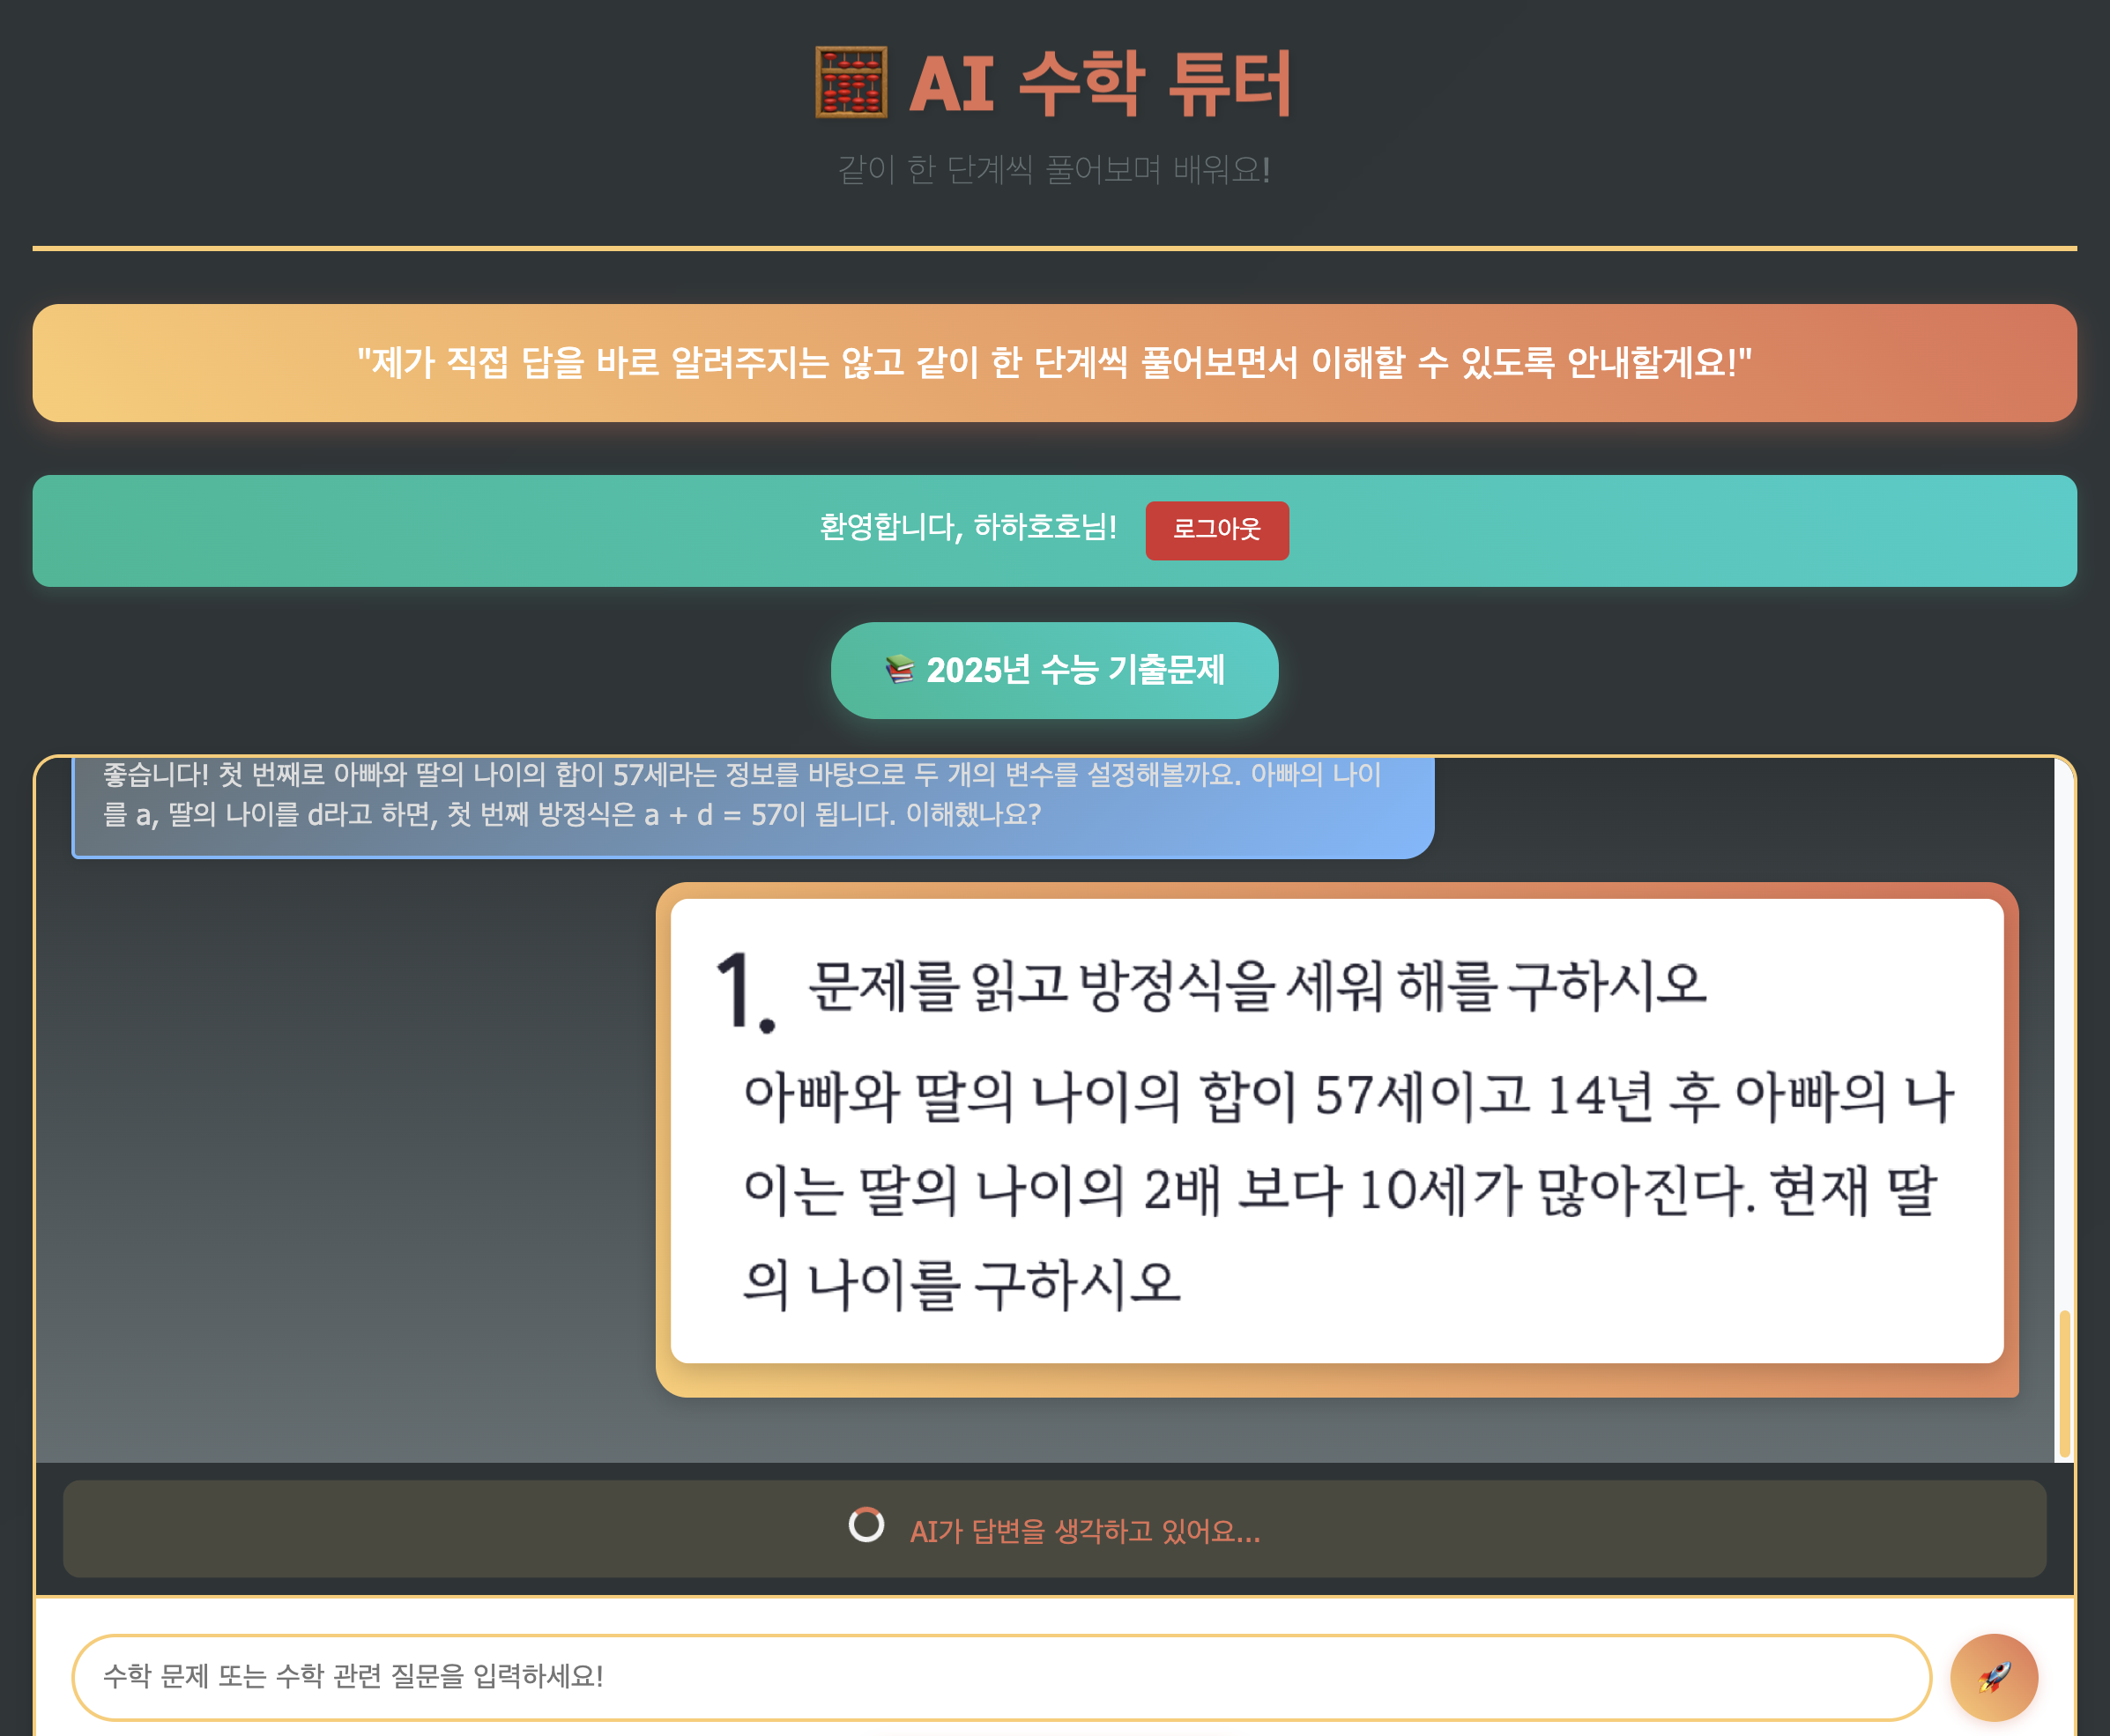 AI 수학 튜터
같이 한 단계씩 풀어보며 배워요!
"제가 직접 답을 바로 알려주지는 않고 같이 한 단계씩 풀어보면서 이해할 수 있도록 안내할게요!"
환영합니다, 하하호호님! 로그아웃
2025년 수능 기출문제
좋습니다! 첫 번째로 아빠와 딸의 나이의 합이 57세라는 정보를 바탕으로 두 개의 변수를 설정해볼까요. 아빠의 나이
를 a, 딸의 나이를 d라고 하면, 첫 번째 방정식은 a + d = 57이 됩니다. 이해했나요?
1. 문제를 읽고 방정식을 세워 해를 구하시오
아빠와 딸의 나이의 합이 57세이고 14년 후 아빠의 나
이는 딸의 나이의 2배 보다 10세가 많아진다. 현재 딸
의 나이를 구하시오
AI가 답변을 생각하고 있어요...
수학 문제 또는 수학 관련 질문을 입력하세요!